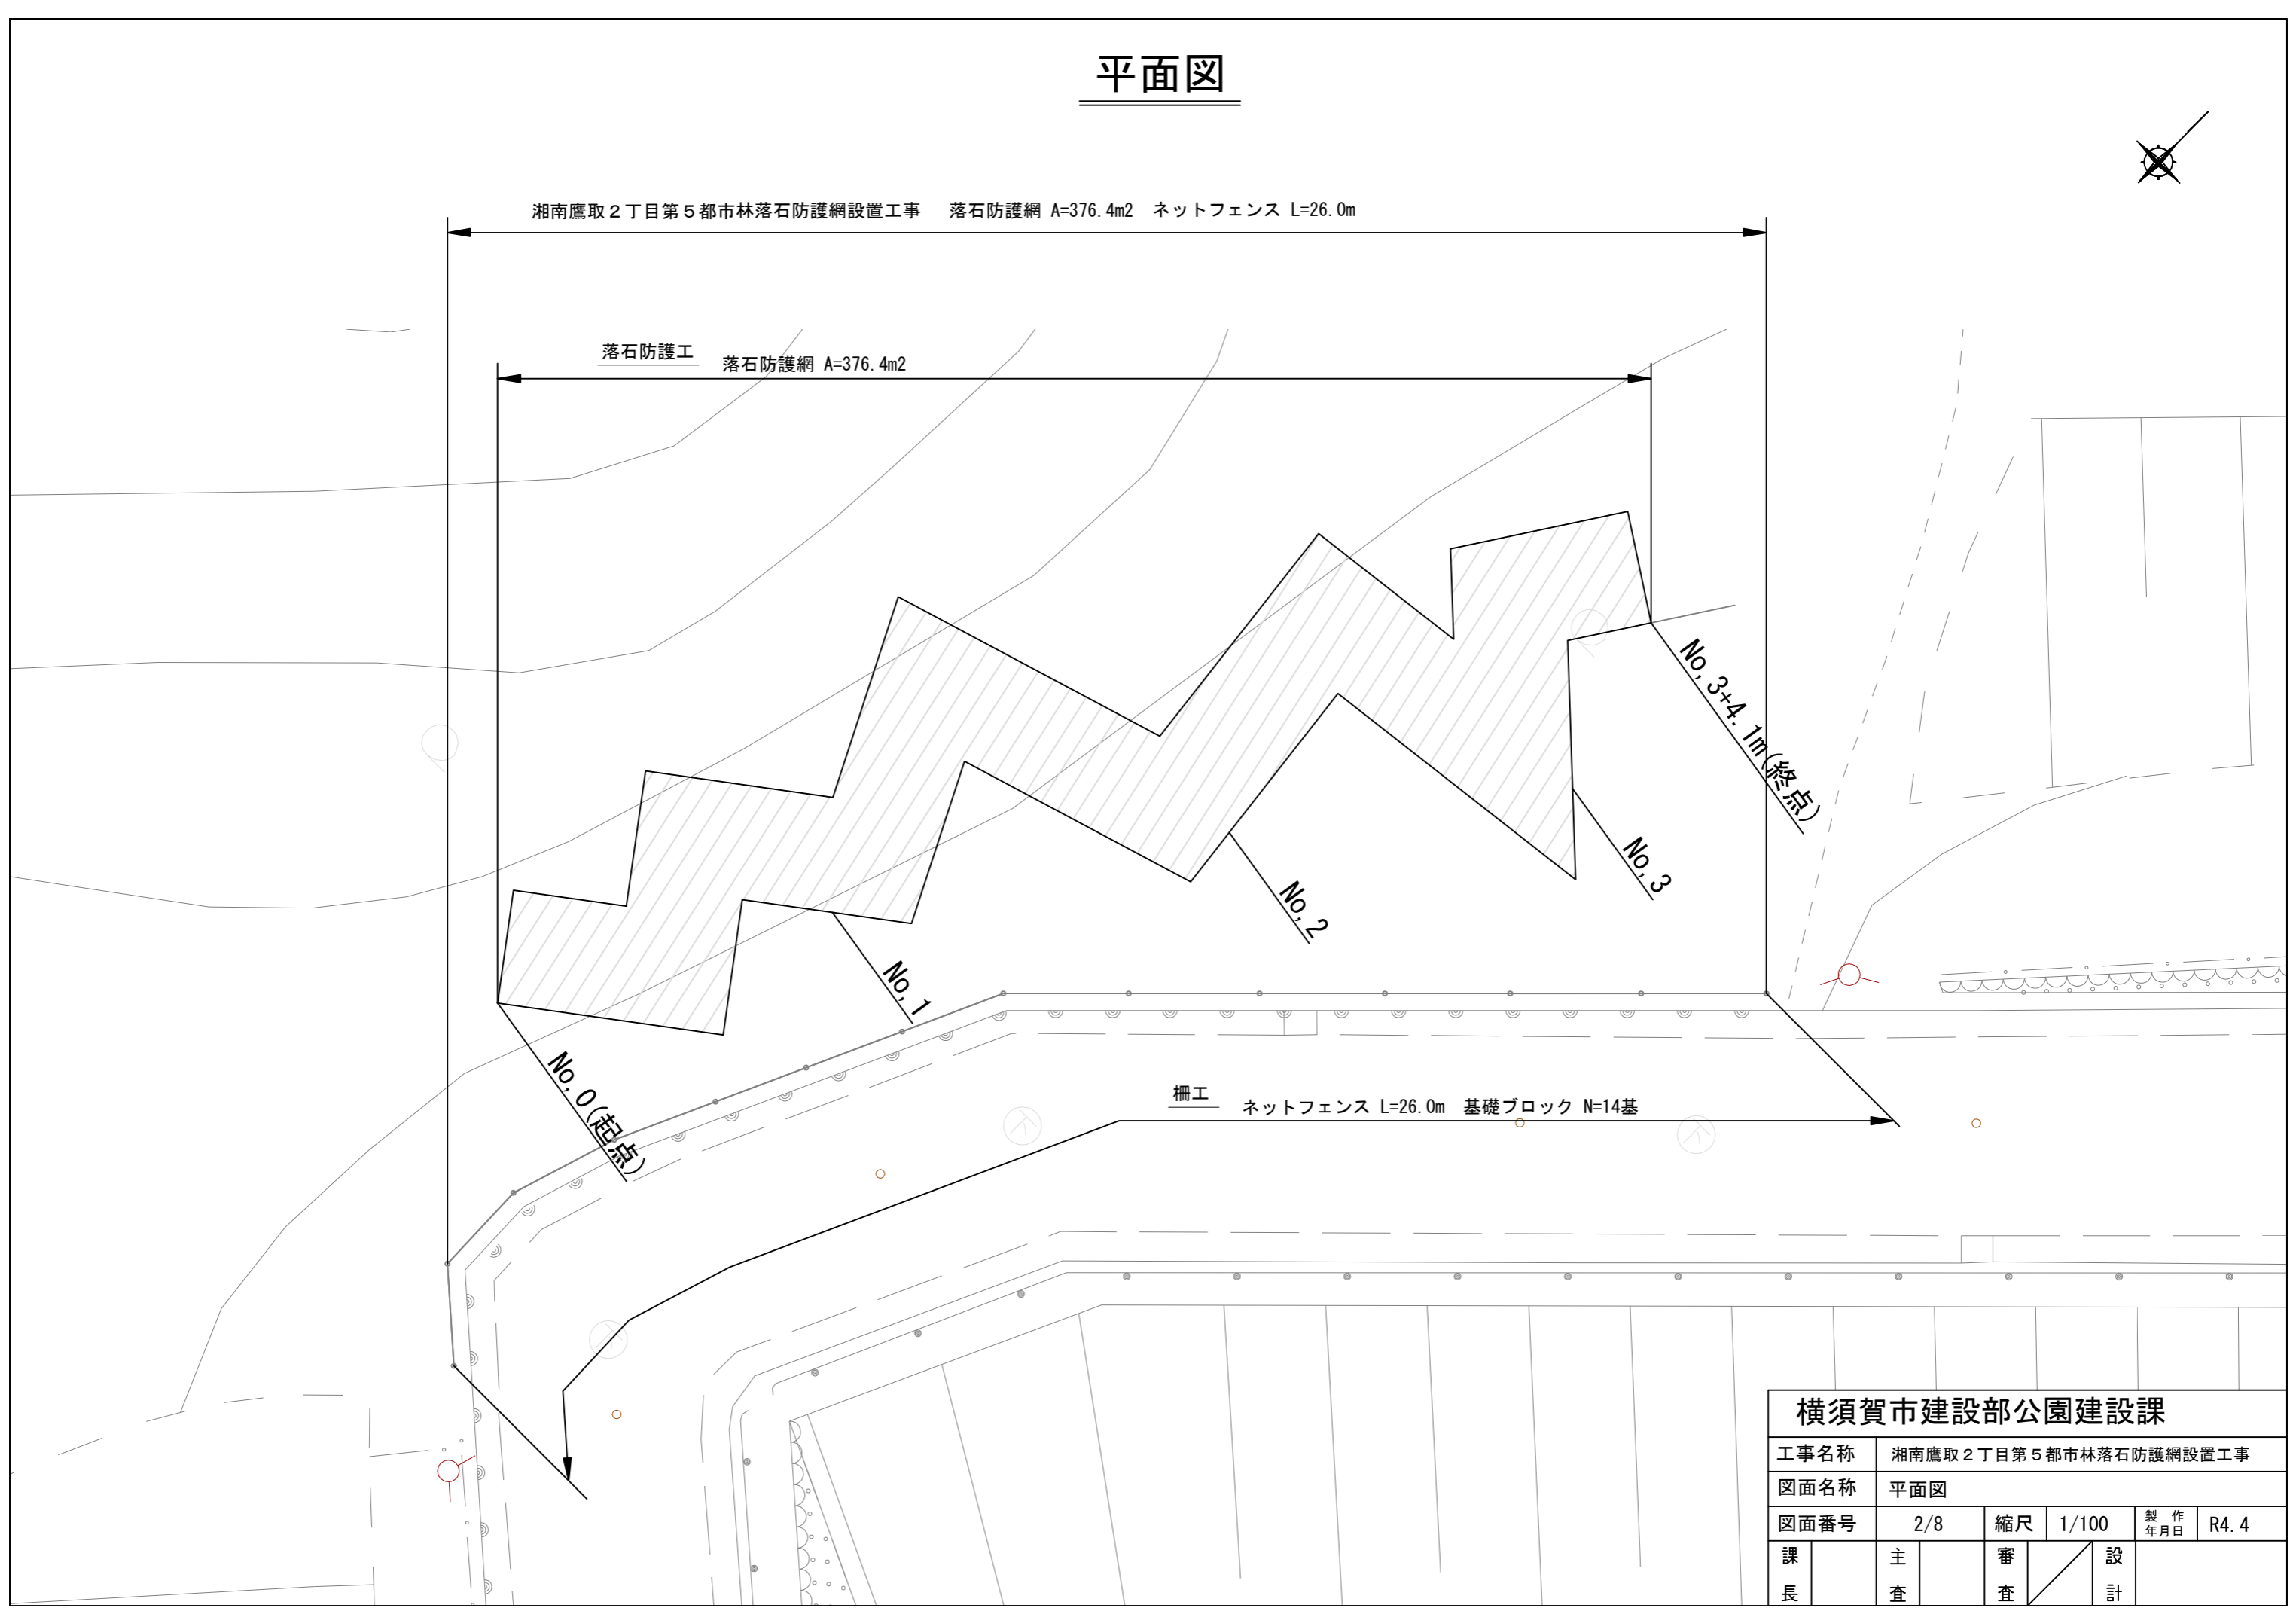 平面図
湘南鷹取２丁目第５都市林落石防護網設置工事　落石防護網 A=376.4m2　ネットフェンス L=26.0m
落石防護工
落石防護網 A=376.4m2
No,3+4.1m(終点)
No,3
No,2
No,1
No,0(起点)
柵工
ネットフェンス L=26.0m　基礎ブロック N=14基
横須賀市建設部公園建設課
工事名称　湘南鷹取２丁目第５都市林落石防護網設置工事
図面名称　平面図
図面番号　2/8　縮尺　1/100　製作年月日　R4.4
課長　主査　審査　設計